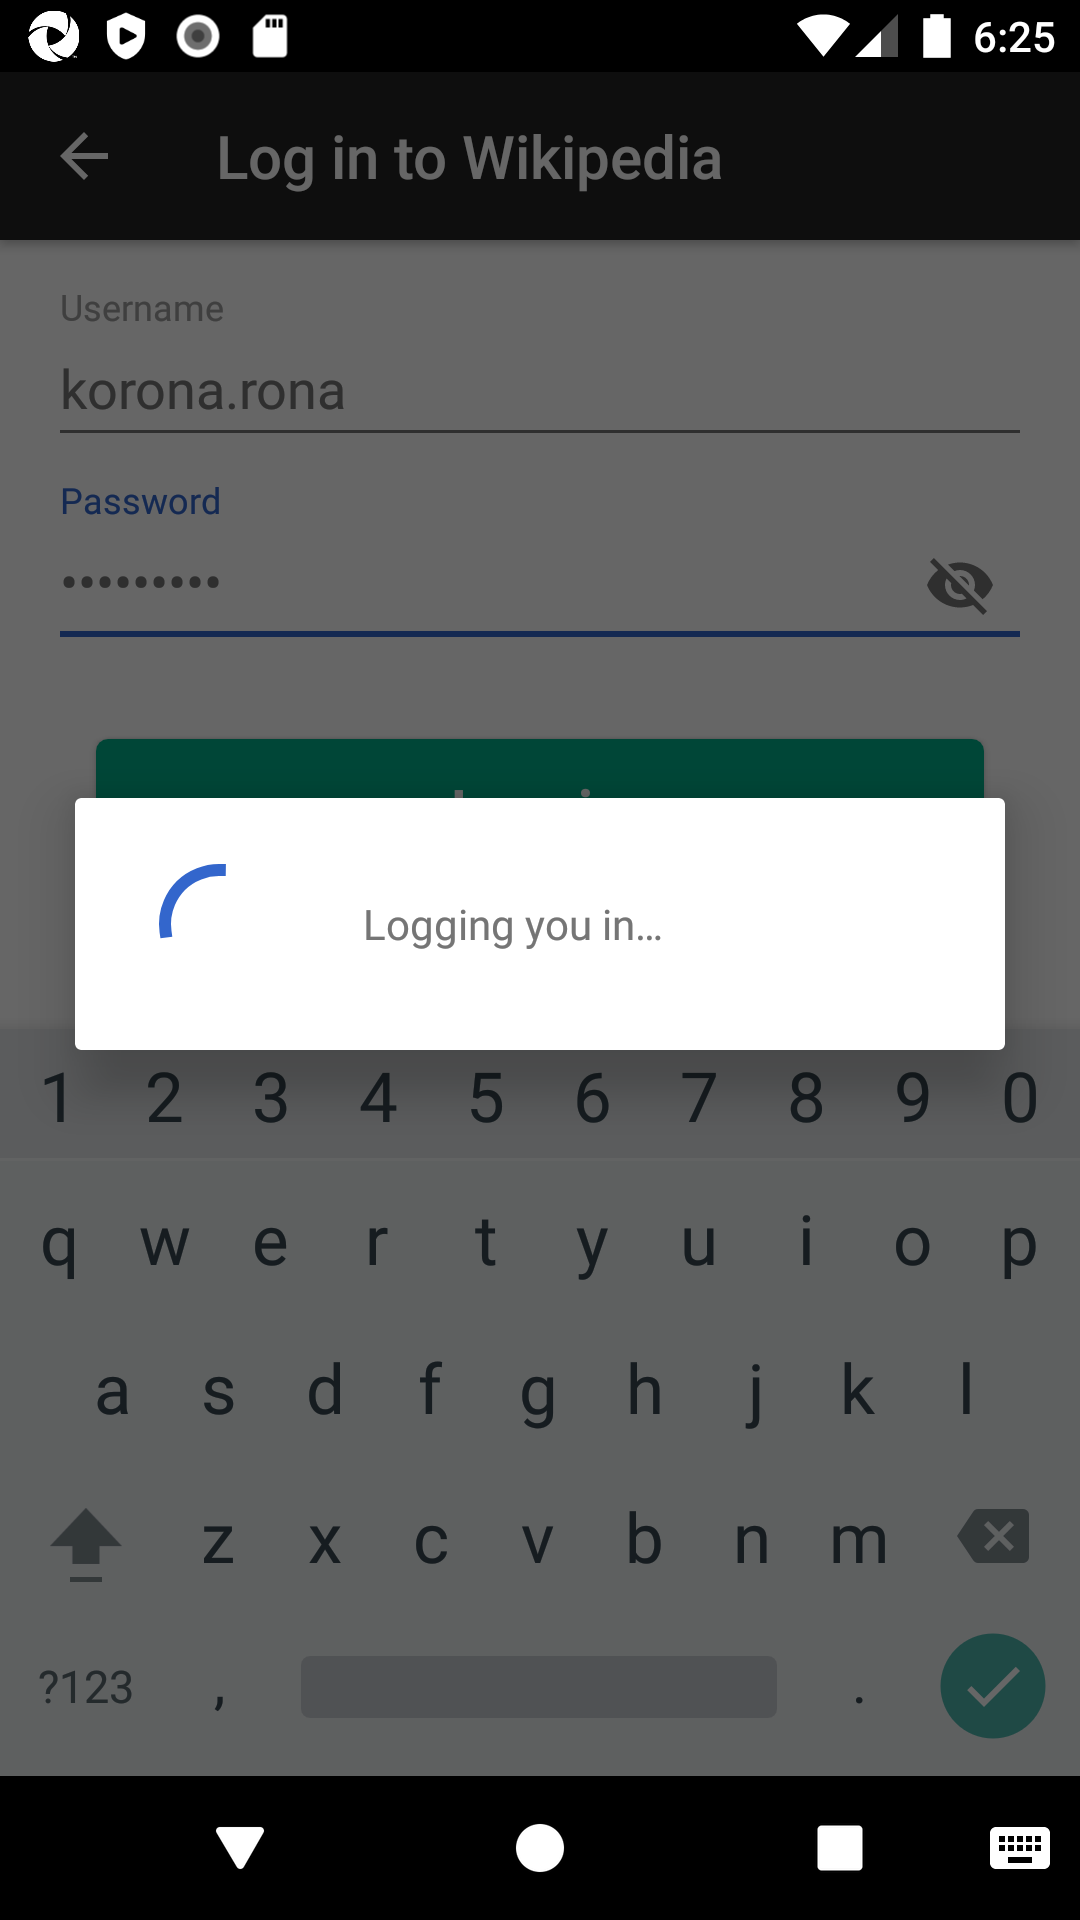 6:25
Log in to Wikipedia
Username
korona.rona
Password
•••••••••
Logging you in…
1 2 3 4 5 6 7 8 9 0
q w e r t y u i o p
a s d f g h j k l
z x c v b n m
?123 , .